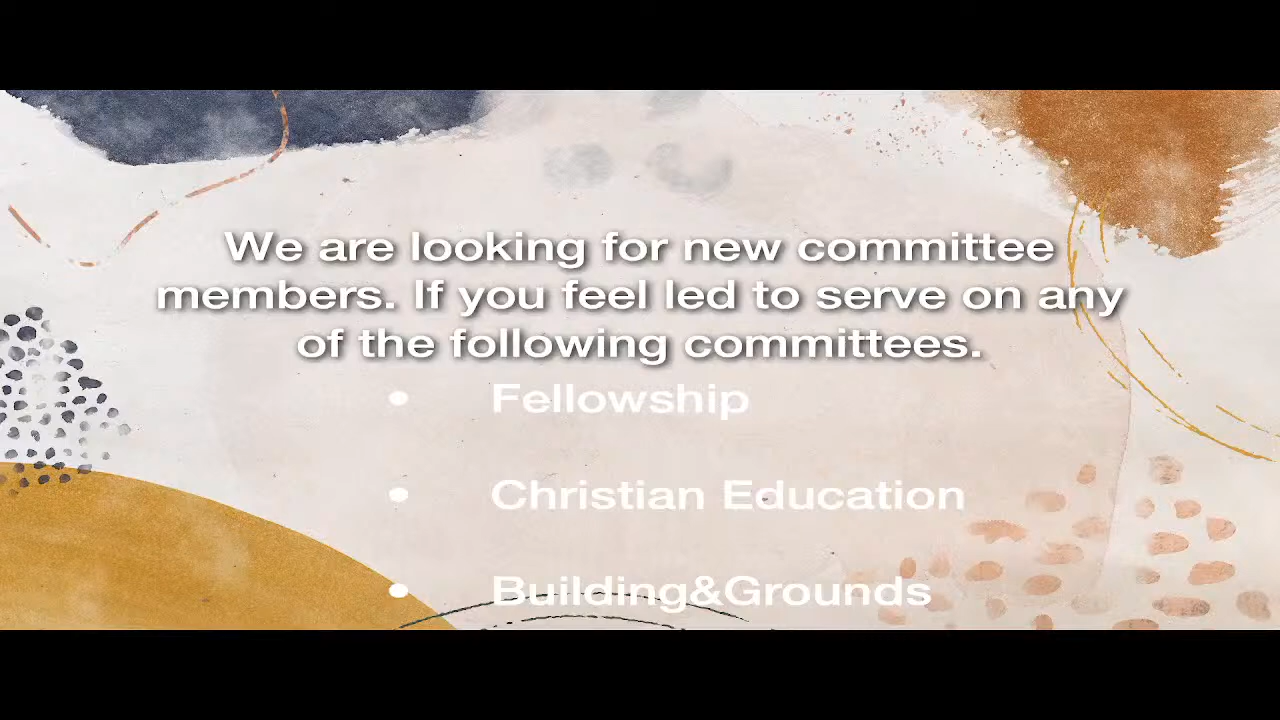 We are looking for new committee
members. If you feel led to serve on any
of the following committees.
• Fellowship
• Christian Education
• Building&Grounds